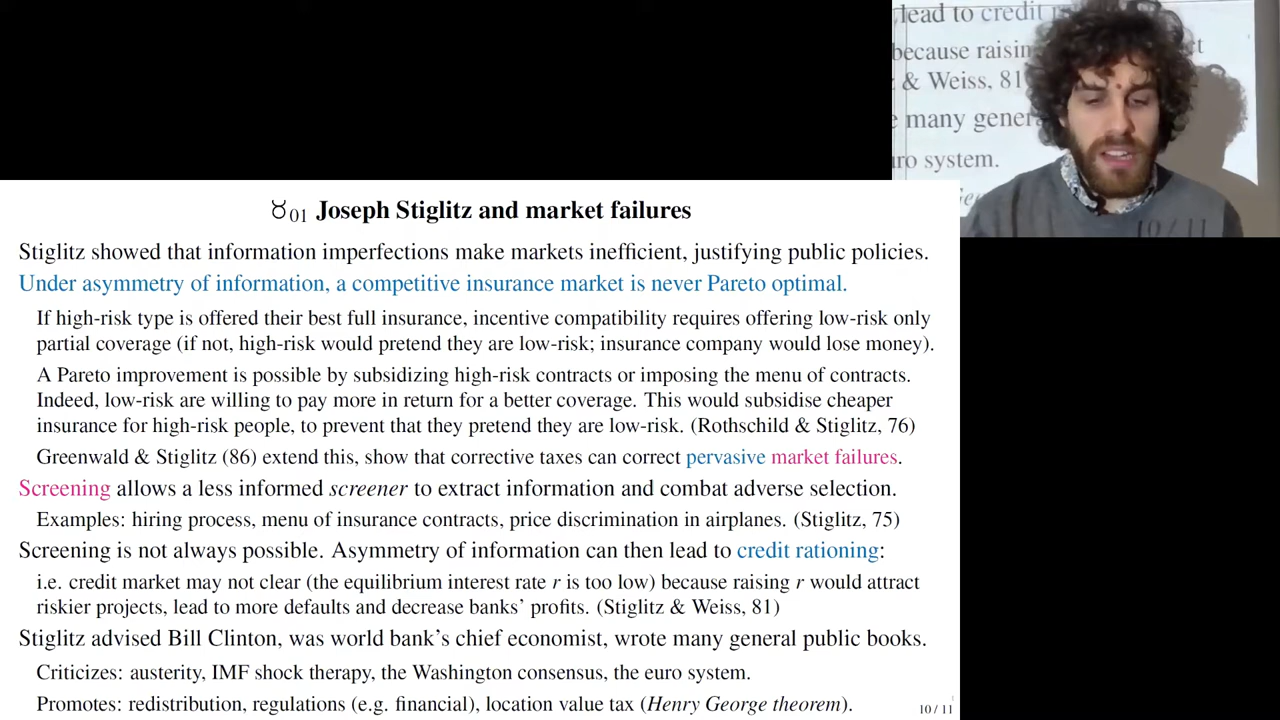 lead to credit
because raisin
& Weiss, 81
many gener
uro system.
10 / 11
♉01 Joseph Stiglitz and market failures
Stiglitz showed that information imperfections make markets inefficient, justifying public policies.
Under asymmetry of information, a competitive insurance market is never Pareto optimal.
If high-risk type is offered their best full insurance, incentive compatibility requires offering low-risk only
partial coverage (if not, high-risk would pretend they are low-risk; insurance company would lose money).
A Pareto improvement is possible by subsidizing high-risk contracts or imposing the menu of contracts.
Indeed, low-risk are willing to pay more in return for a better coverage. This would subsidise cheaper
insurance for high-risk people, to prevent that they pretend they are low-risk. (Rothschild & Stiglitz, 76)
Greenwald & Stiglitz (86) extend this, show that corrective taxes can correct pervasive market failures.
Screening allows a less informed screener to extract information and combat adverse selection.
Examples: hiring process, menu of insurance contracts, price discrimination in airplanes. (Stiglitz, 75)
Screening is not always possible. Asymmetry of information can then lead to credit rationing:
i.e. credit market may not clear (the equilibrium interest rate r is too low) because raising r would attract
riskier projects, lead to more defaults and decrease banks' profits. (Stiglitz & Weiss, 81)
Stiglitz advised Bill Clinton, was world bank's chief economist, wrote many general public books.
Criticizes: austerity, IMF shock therapy, the Washington consensus, the euro system.
Promotes: redistribution, regulations (e.g. financial), location value tax (Henry George theorem).
10 / 11